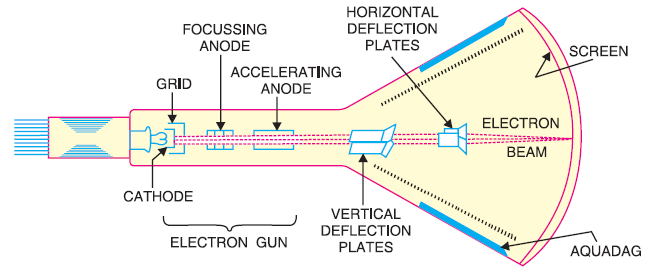 FOCUSSING
ANODE
HORIZONTAL
DEFLECTION
PLATES
SCREEN
GRID
ACCELERATING
ANODE
ELECTRON
BEAM
CATHODE
VERTICAL
DEFLECTION
PLATES
ELECTRON GUN
AQUADAG